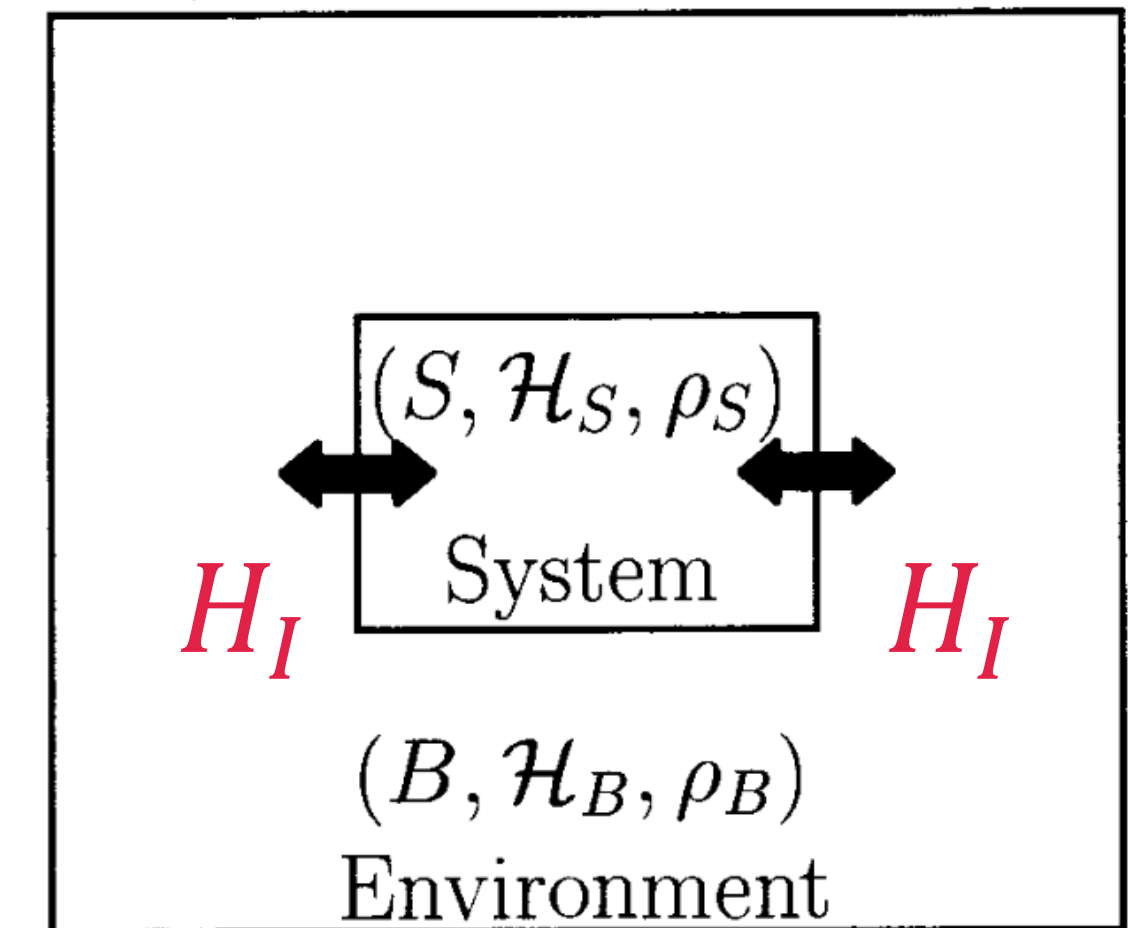 (S, ℋ_S, ρ_S)
System
H_I H_I
(B, ℋ_B, ρ_B)
Environment